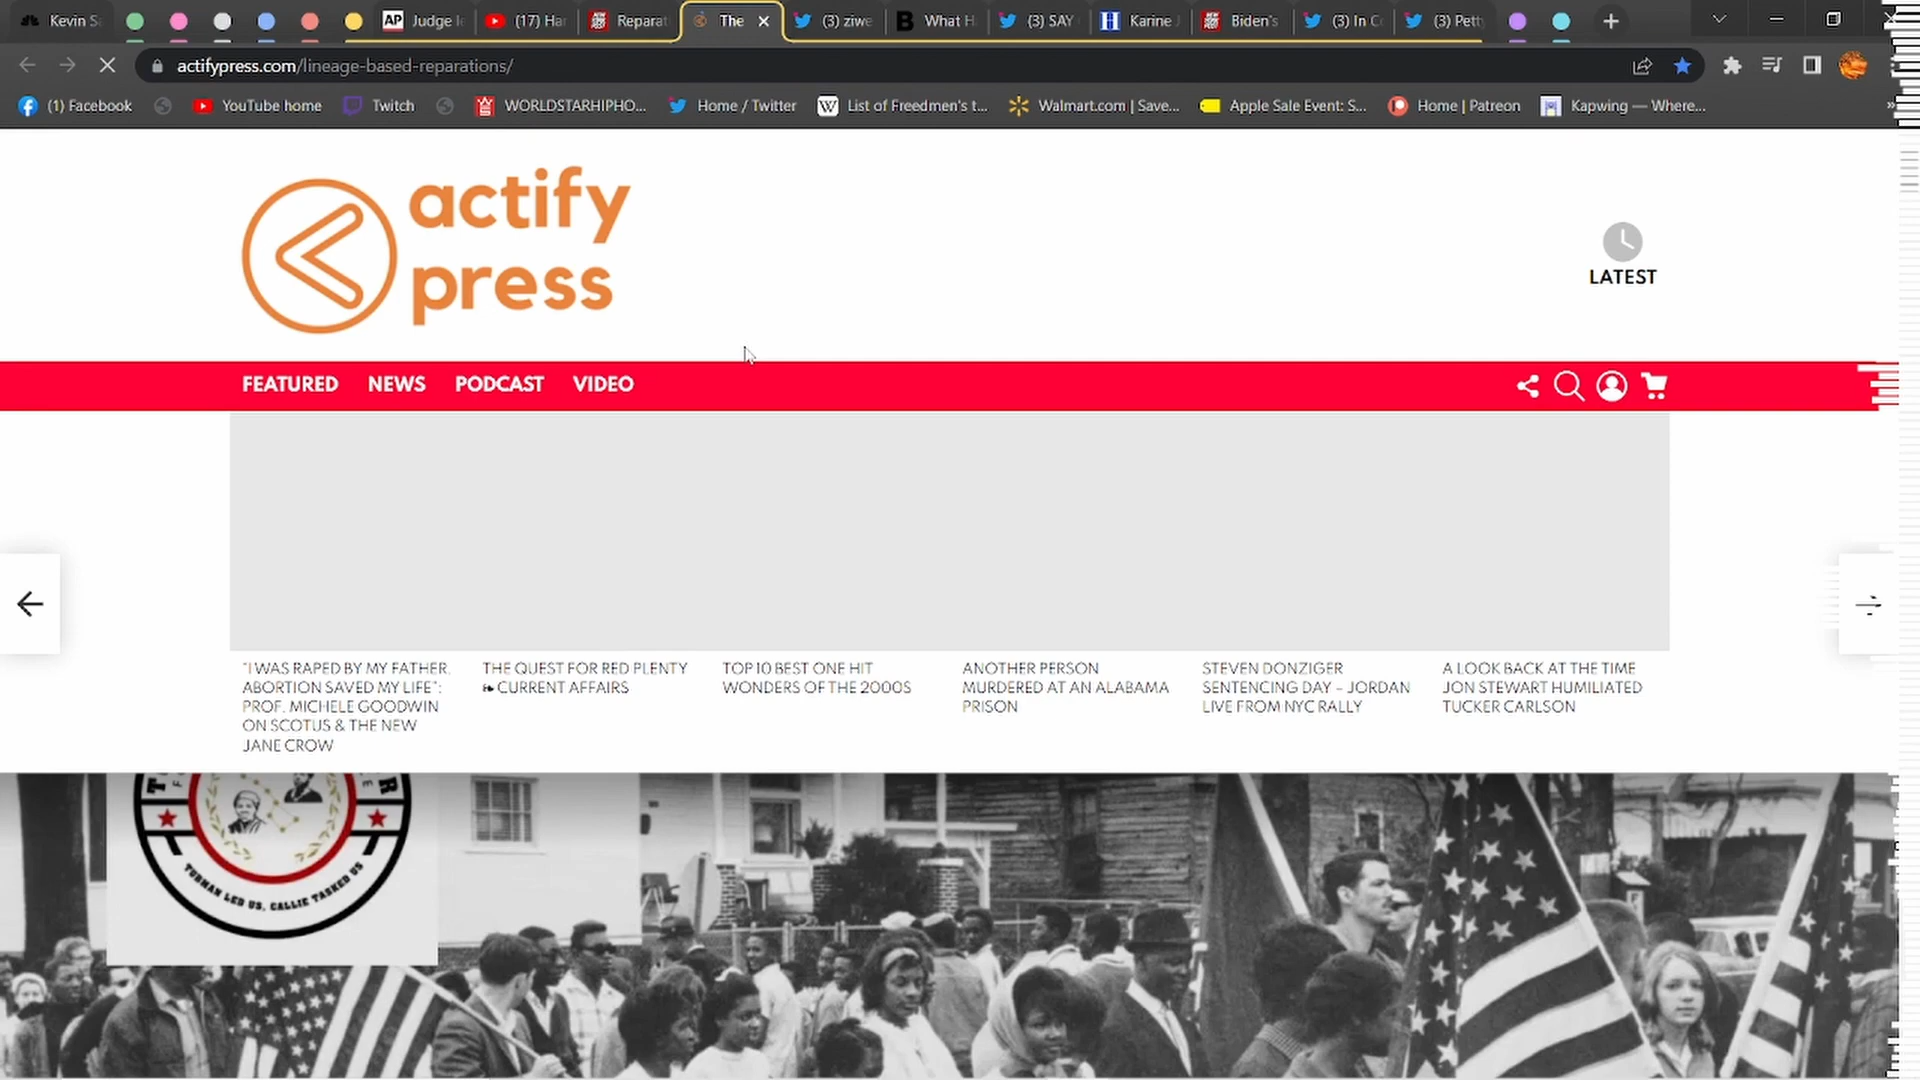 Kevin S
AP Judge l
(17) Ha
Reparat
The
(3) ziwe
What H
(3) SAY
Karine
Biden's
(3) In C
(3) Pett
actifypress.com/lineage-based-reparations/
(1) Facebook
YouTube home
Twitch
WORLDSTARHIPHO...
Home / Twitter
List of Freedmen's t...
Walmart.com | Save...
Apple Sale Event: S...
Home | Patreon
Kapwing — Where...
actify
press
LATEST
FEATURED NEWS PODCAST VIDEO
"I WAS RAPED BY MY FATHER,
ABORTION SAVED MY LIFE":
PROF. MICHELE GOODWIN
ON SCOTUS & THE NEW
JANE CROW
THE QUEST FOR RED PLENTY
❧ CURRENT AFFAIRS
TOP 10 BEST ONE HIT
WONDERS OF THE 2000S
ANOTHER PERSON
MURDERED AT AN ALABAMA
PRISON
STEVEN DONZIGER
SENTENCING DAY – JORDAN
LIVE FROM NYC RALLY
A LOOK BACK AT THE TIME
JON STEWART HUMILIATED
TUCKER CARLSON
TUBMAN LED US, CALLIE TASKED US